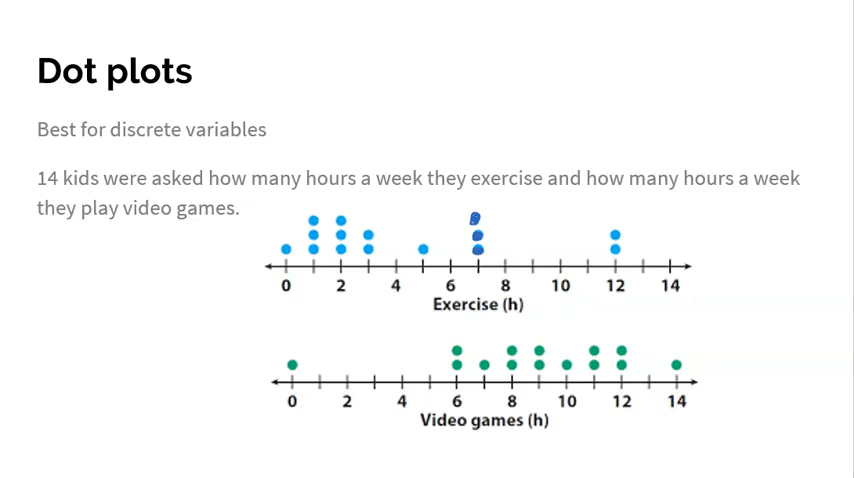 Dot plots
Best for discrete variables
14 kids were asked how many hours a week they exercise and how many hours a week
they play video games.
0 2 4 6 8 10 12 14
Exercise (h)
0 2 4 6 8 10 12 14
Video games (h)